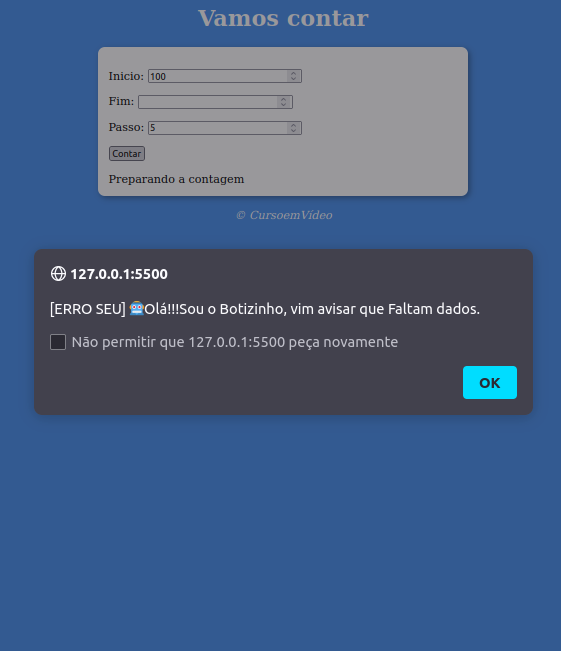 Vamos contar
Inicio: 100
Fim:
Passo: 5
Contar
Preparando a contagem
© CursoemVídeo
127.0.0.1:5500
[ERRO SEU] 🤖Olá!!!Sou o Botizinho, vim avisar que Faltam dados.
Não permitir que 127.0.0.1:5500 peça novamente
OK